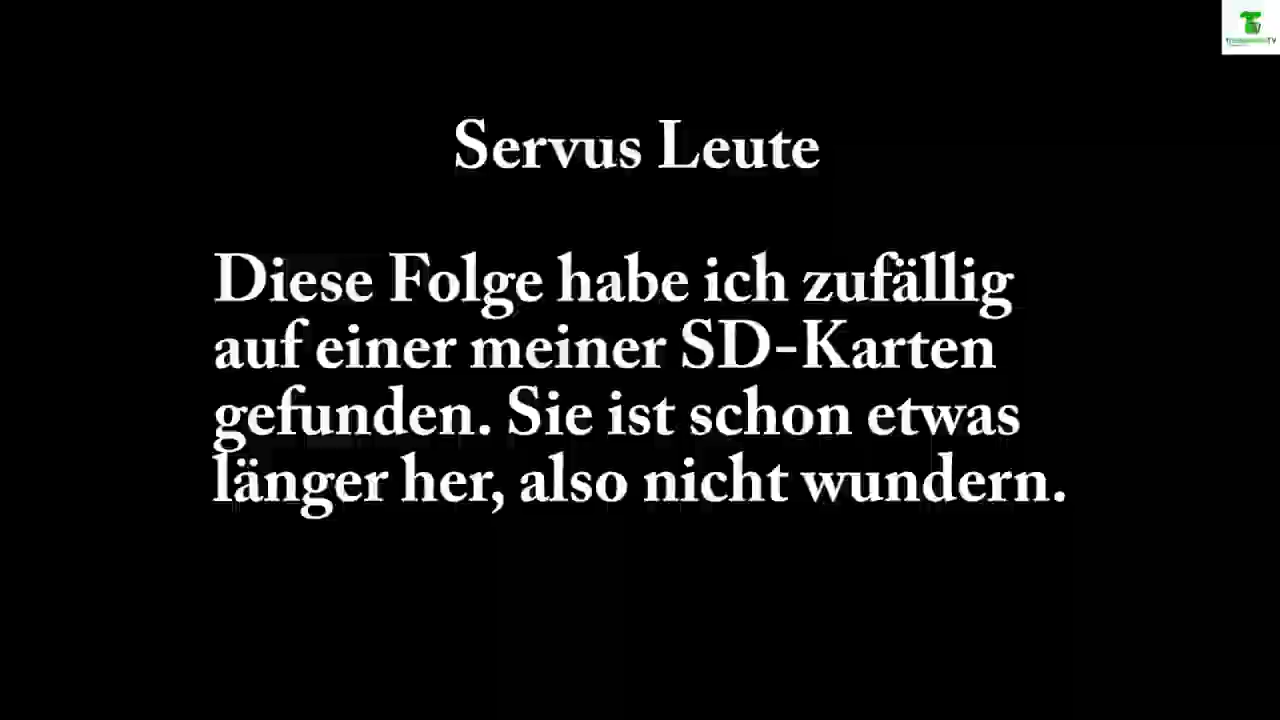 Servus Leute
Diese Folge habe ich zufällig
auf einer meiner SD-Karten
gefunden. Sie ist schon etwas
länger her, also nicht wundern.